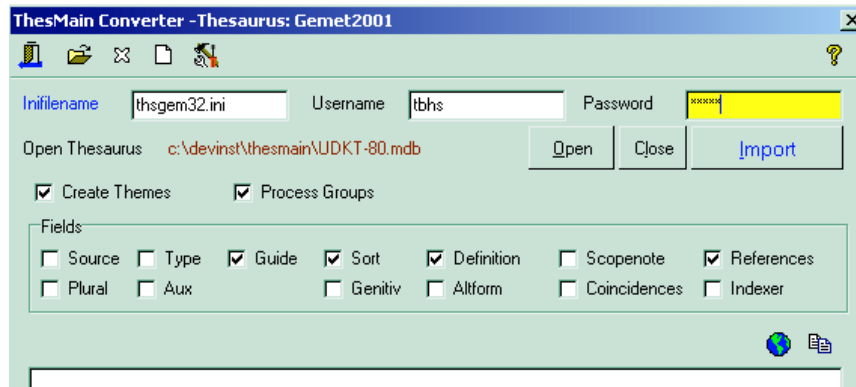 ThesMain Converter -Thesaurus: Gemet2001
Inifilename thsgem32.ini Username tbhs Password *****
Open Thesaurus c:\devinst\thesmain\UDKT-80.mdb Open Close Import
Create Themes Process Groups
Fields
Source Type Guide Sort Definition Scopenote References
Plural Aux Genitiv Altform Coincidences Indexer